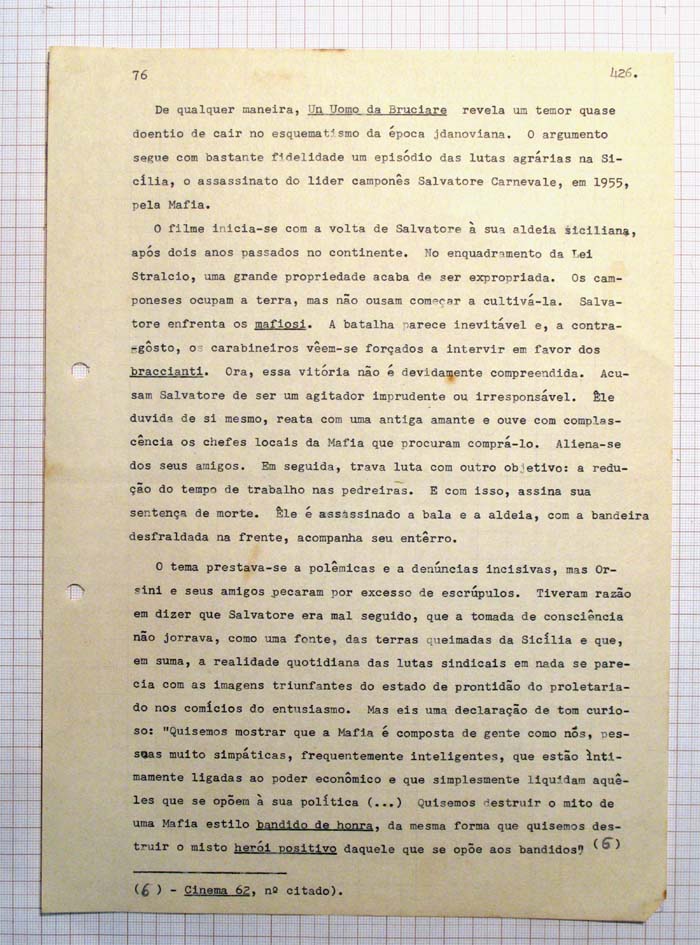 76
426.
De qualquer maneira, Un Uomo da Bruciare revela um temor quase
doentio de cair no esquematismo da época jdanoviana. O argumento
segue com bastante fidelidade um episódio das lutas agrárias na Si-
cília, o assassinato do lider camponês Salvatore Carnevale, em 1955,
pela Mafia.
O filme inicia-se com a volta de Salvatore à sua aldeia siciliana,
após dois anos passados no continente. No enquadramento da Lei
Stralcio, uma grande propriedade acaba de ser expropriada. Os cam-
poneses ocupam a terra, mas não ousam começar a cultivá-la. Salva-
tore enfrenta os mafiosi. A batalha parece inevitável e, a contra-
-gôsto, os carabineiros vêem-se forçados a intervir em favor dos
braccianti. Ora, essa vitória não é devidamente compreendida. Acu-
sam Salvatore de ser um agitador imprudente ou irresponsável. Êle
duvida de si mesmo, reata com uma antiga amante e ouve com complas-
cência os chefes locais da Mafia que procuram comprá-lo. Aliena-se
dos seus amigos. Em seguida, trava luta com outro objetivo: a redu-
ção do tempo de trabalho nas pedreiras. E com isso, assina sua
sentença de morte. Êle é assassinado a bala e a aldeia, com a bandeira
desfraldada na frente, acompanha seu entêrro.
O tema prestava-se a polêmicas e a denúncias incisivas, mas Or-
sini e seus amigos pecaram por excesso de escrúpulos. Tiveram razão
em dizer que Salvatore era mal seguido, que a tomada de consciência
não jorrava, como uma fonte, das terras queimadas da Sicília e que,
em suma, a realidade quotidiana das lutas sindicais em nada se pare-
cia com as imagens triunfantes do estado de prontidão do proletaria-
do nos comícios do entusiasmo. Mas eis uma declaração de tom curio-
so: "Quisemos mostrar que a Mafia é composta de gente como nós, pes-
soas muito simpáticas, frequentemente inteligentes, que estão inti-
mamente ligadas ao poder econômico e que simplesmente liquidam aquê-
les que se opõem à sua política (...) Quisemos destruir o mito de
uma Mafia estilo bandido de honra, da mesma forma que quisemos des-
truir o misto herói positivo daquele que se opõe aos bandidos" (6)
(6) - Cinema 62, nº citado).